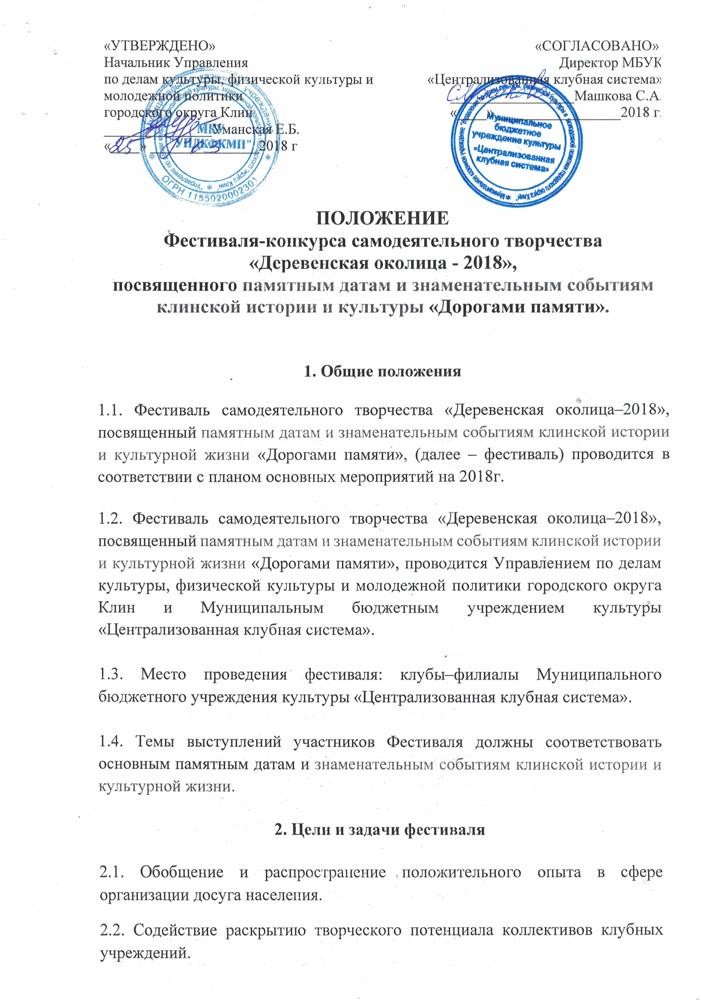 «УТВЕРЖДЕНО»
Начальник Управления
по делам культуры, физической культуры и
молодежной политики
городского округа Клин
Уманская Е.Б.
«25» 03 2018 г
«СОГЛАСОВАНО»
Директор МБУК
«Централизованная клубная система»
Машкова С.А.
«____»____________________2018 г.
МКУ
"УПДКФКМП"
ОГРН 1155020002301
Муниципальное
бюджетное
учреждение культуры
«Централизованная
клубная система»
ПОЛОЖЕНИЕ
Фестиваля-конкурса самодеятельного творчества
«Деревенская околица - 2018»,
посвященного памятным датам и знаменательным событиям
клинской истории и культуры «Дорогами памяти».
1. Общие положения
1.1. Фестиваль самодеятельного творчества «Деревенская околица–2018»,
посвященный памятным датам и знаменательным событиям клинской истории
и культурной жизни «Дорогами памяти», (далее – фестиваль) проводится в
соответствии с планом основных мероприятий на 2018г.
1.2. Фестиваль самодеятельного творчества «Деревенская околица–2018»,
посвященный памятным датам и знаменательным событиям клинской истории
и культурной жизни «Дорогами памяти», проводится Управлением по делам
культуры, физической культуры и молодежной политики городского округа
Клин и Муниципальным бюджетным учреждением культуры
«Централизованная клубная система».
1.3. Место проведения фестиваля: клубы–филиалы Муниципального
бюджетного учреждения культуры «Централизованная клубная система».
1.4. Темы выступлений участников Фестиваля должны соответствовать
основным памятным датам и знаменательным событиям клинской истории и
культурной жизни.
2. Цели и задачи фестиваля
2.1. Обобщение и распространение положительного опыта в сфере
организации досуга населения.
2.2. Содействие раскрытию творческого потенциала коллективов клубных
учреждений.